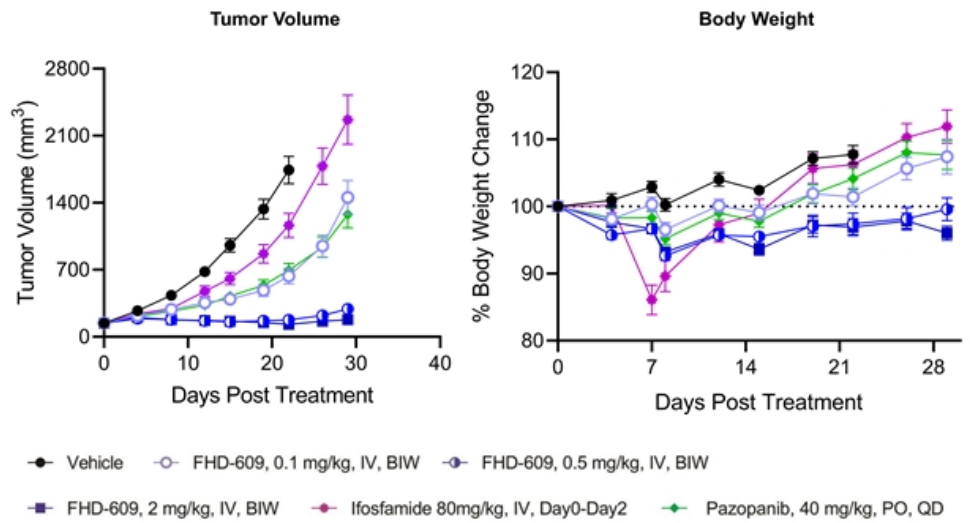 Tumor Volume
Body Weight
Tumor Volume (mm3)
2800
2100
1400
700
0
0
10
20
30
40
Days Post Treatment
% Body Weight Change
120
110
100
90
80
0
7
14
21
28
Days Post Treatment
Vehicle
FHD-609, 0.1 mg/kg, IV, BIW
FHD-609, 0.5 mg/kg, IV, BIW
FHD-609, 2 mg/kg, IV, BIW
Ifosfamide 80mg/kg, IV, Day0-Day2
Pazopanib, 40 mg/kg, PO, QD